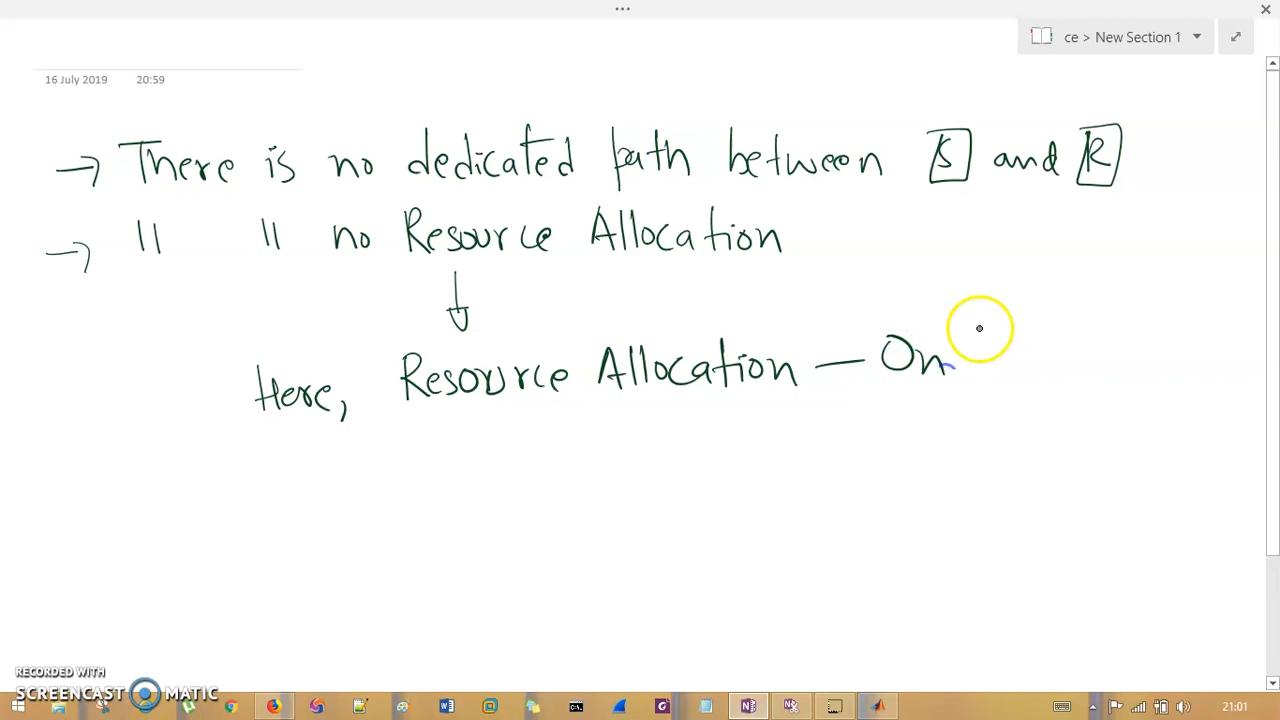 ...
ce > New Section 1
16 July 2019 20:59
→ There is no dedicated path between S and R
→ " " no Resource Allocation
Here, Resource Allocation — On
RECORDED WITH
SCREENCAST MATIC
21:01